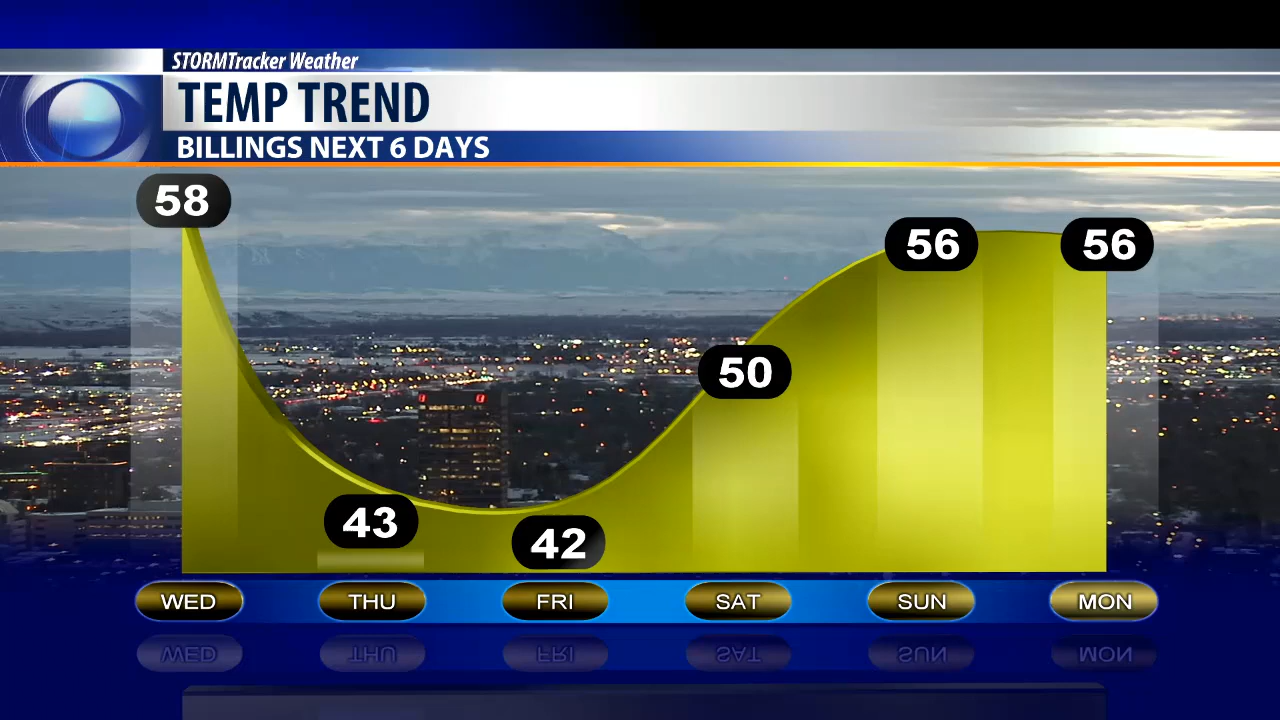 STORMTracker Weather
TEMP TREND
BILLINGS NEXT 6 DAYS
58
43
42
50
56
56
WED THU FRI SAT SUN MON